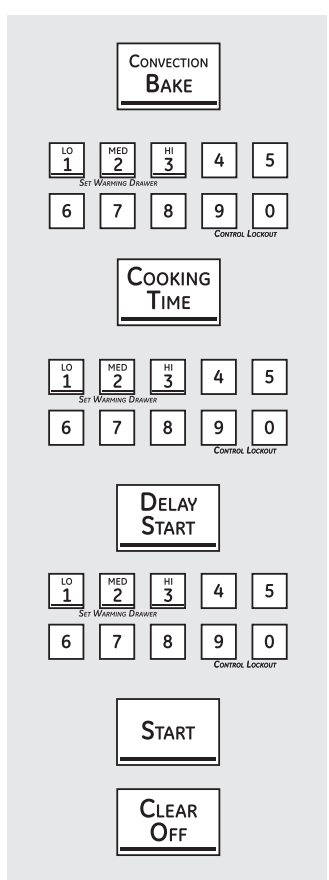 CONVECTION
BAKE
LO MED HI
1 2 3 4 5
SET WARMING DRAWER
6 7 8 9 0
CONTROL LOCKOUT
COOKING
TIME
LO MED HI
1 2 3 4 5
SET WARMING DRAWER
6 7 8 9 0
CONTROL LOCKOUT
DELAY
START
LO MED HI
1 2 3 4 5
SET WARMING DRAWER
6 7 8 9 0
CONTROL LOCKOUT
START
CLEAR
OFF